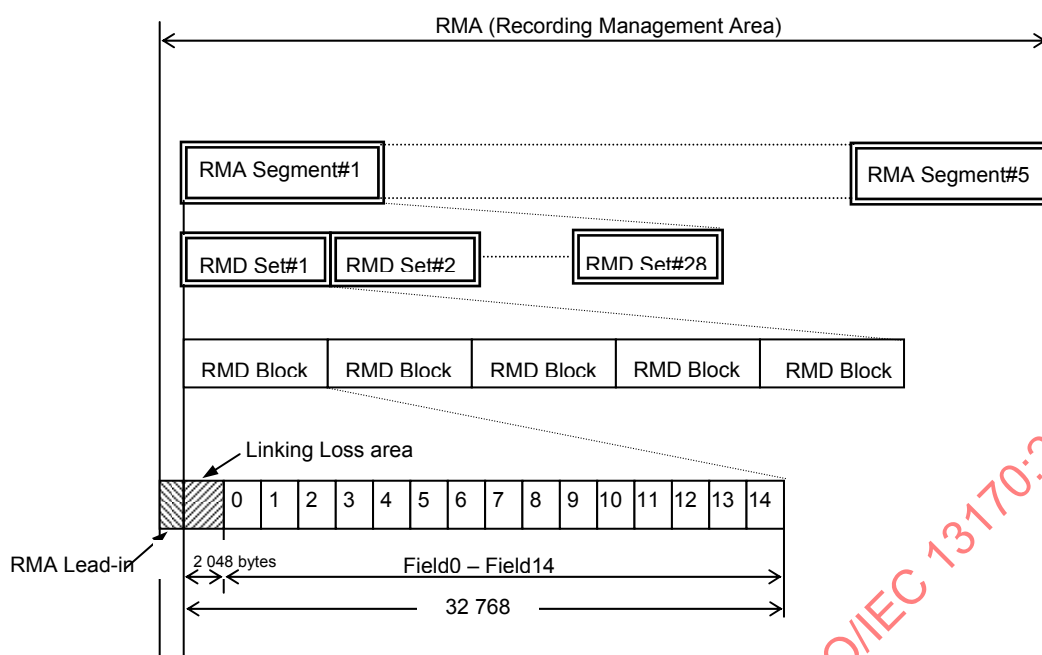 RMA (Recording Management Area)
RMA Segment#1
RMA Segment#5
RMD Set#1
RMD Set#2
RMD Set#28
RMD Block
RMD Block
RMD Block
RMD Block
RMD Block
Linking Loss area
0 1 2 3 4 5 6 7 8 9 10 11 12 13 14
RMA Lead-in
2 048 bytes
Field0 – Field14
32 768
O/IEC 13170:2